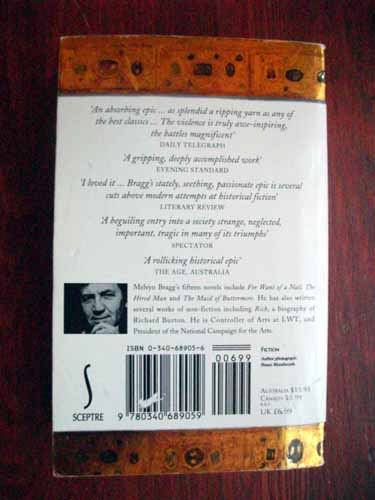 'An absorbing epic ... as splendid a ripping yarn as any of
the best classics ... The violence is truly awe-inspiring,
the battles magnificent'
DAILY TELEGRAPH
'A gripping, deeply accomplished work'
EVENING STANDARD
'I loved it ... Bragg's stately, seething, passionate epic is several
cuts above modern attempts at historical fiction'
LITERARY REVIEW
'A beguiling entry into a society strange, neglected,
important, tragic in many of its triumphs'
SPECTATOR
'A rollicking historical epic'
THE AGE, AUSTRALIA
Melvyn Bragg's fifteen novels include For Want of a Nail, The
Hired Man and The Maid of Buttermere. He has also written
several works of non-fiction including Rich, a biography of
Richard Burton. He is Controller of Arts at LWT, and
President of the National Campaign for the Arts.
ISBN 0-340-68905-6
00699
9 780340 689059
SCEPTRE
FICTION
Author photograph:
AUSTRALIA
CANADA
UK £6.99